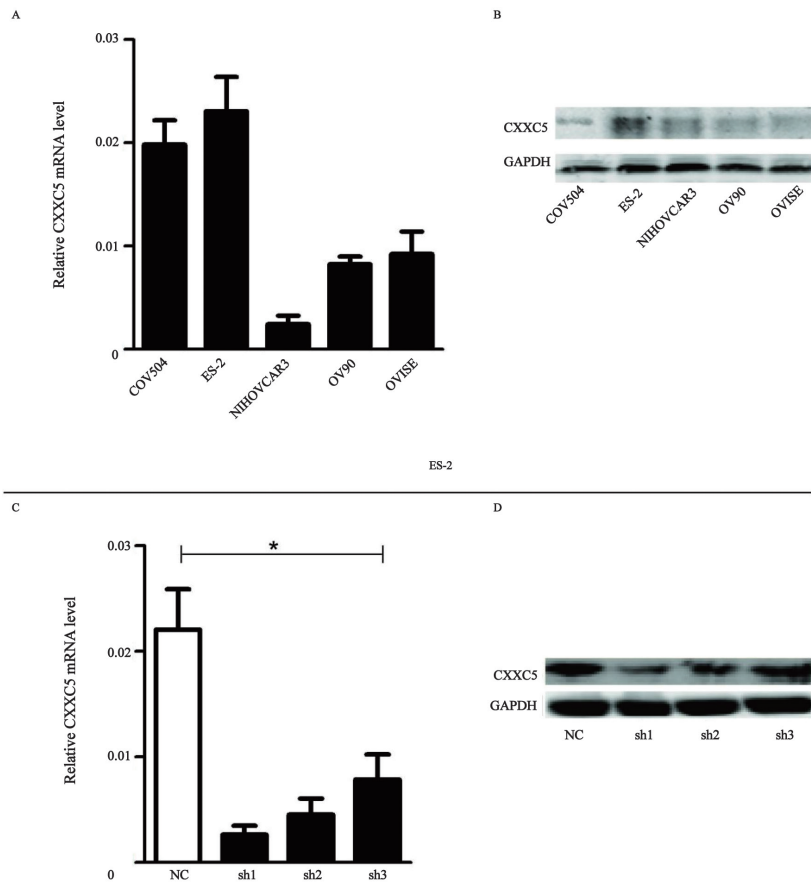 A
Relative CXXC5 mRNA level
0.03
0.02
0.01
0
COV504
ES-2
NIHOVCAR3
OV90
OVISE
B
CXXC5
GAPDH
COV504
ES-2
NIHOVCAR3
OV90
OVISE
ES-2
C
Relative CXXC5 mRNA level
0.03
0.02
0.01
0
*
NC
sh1
sh2
sh3
D
CXXC5
GAPDH
NC
sh1
sh2
sh3